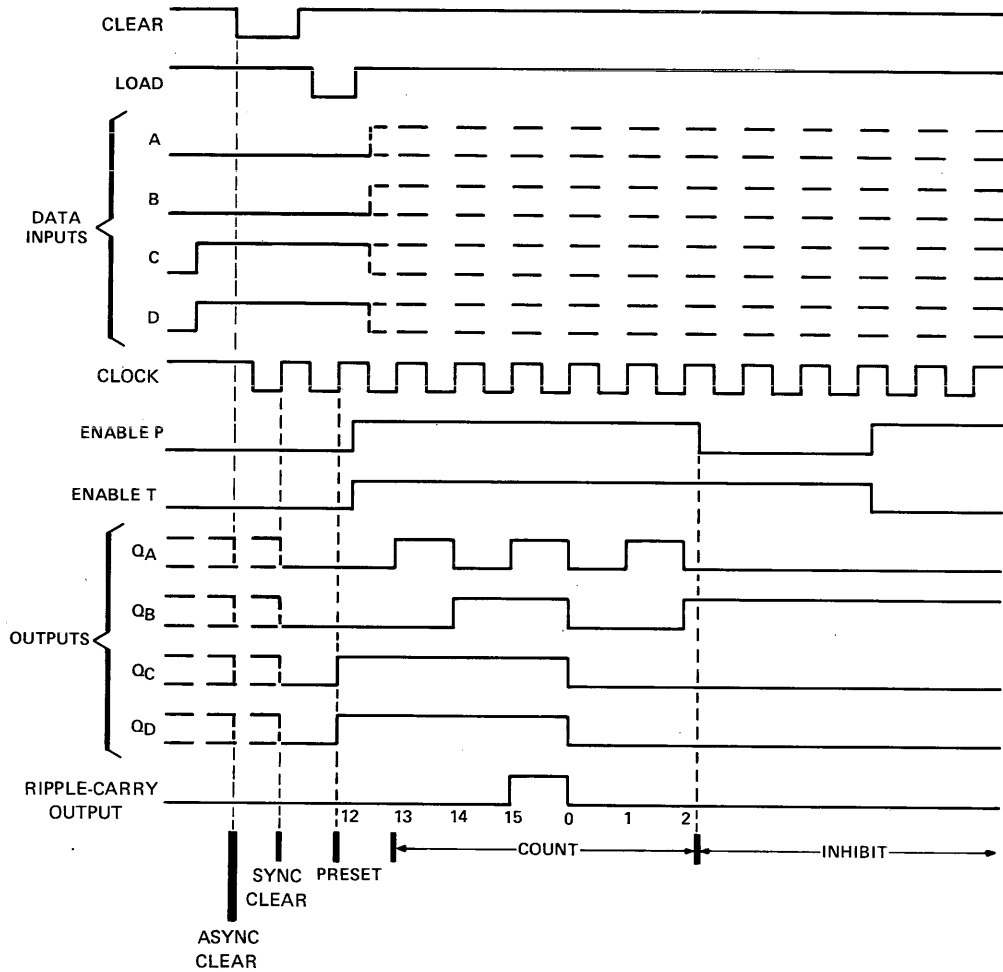 CLEAR
LOAD
A
B
DATA
INPUTS
C
D
CLOCK
ENABLE P
ENABLE T
QA
QB
OUTPUTS
QC
QD
RIPPLE-CARRY
OUTPUT
12 13 14 15 0 1 2
COUNT
INHIBIT
SYNC
CLEAR
PRESET
ASYNC
CLEAR